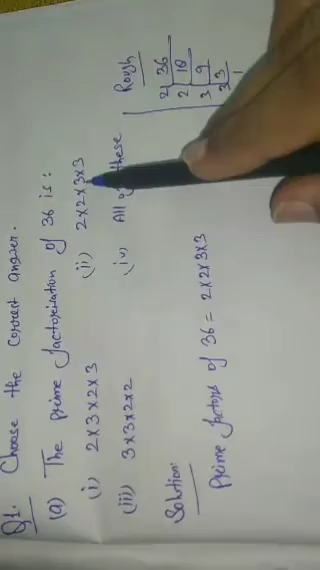 Q1. Choose the correct answer.
(a) The prime factorisation of 36 is:
(i) 2×3×2×3 (ii) 2×2×3×3
(iii) 3×3×2×2 (iv) All of these
Solution:
Prime factors of 36 = 2×2×3×3
Rough
2 36
2 18
3 9
3 3
1